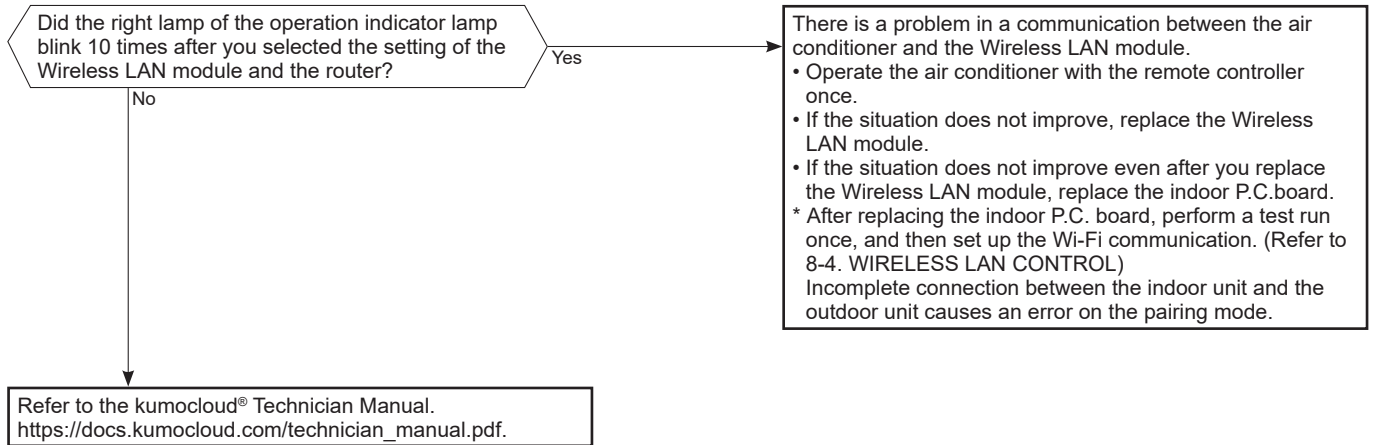 Did the right lamp of the operation indicator lamp
blink 10 times after you selected the setting of the
Wireless LAN module and the router?
Yes
No
There is a problem in a communication between the air
conditioner and the Wireless LAN module.
• Operate the air conditioner with the remote controller
once.
• If the situation does not improve, replace the Wireless
LAN module.
• If the situation does not improve even after you replace
the Wireless LAN module, replace the indoor P.C.board.
* After replacing the indoor P.C. board, perform a test run
once, and then set up the Wi-Fi communication. (Refer to
8-4. WIRELESS LAN CONTROL)
Incomplete connection between the indoor unit and the
outdoor unit causes an error on the pairing mode.
Refer to the kumocloud® Technician Manual.
https://docs.kumocloud.com/technician_manual.pdf.